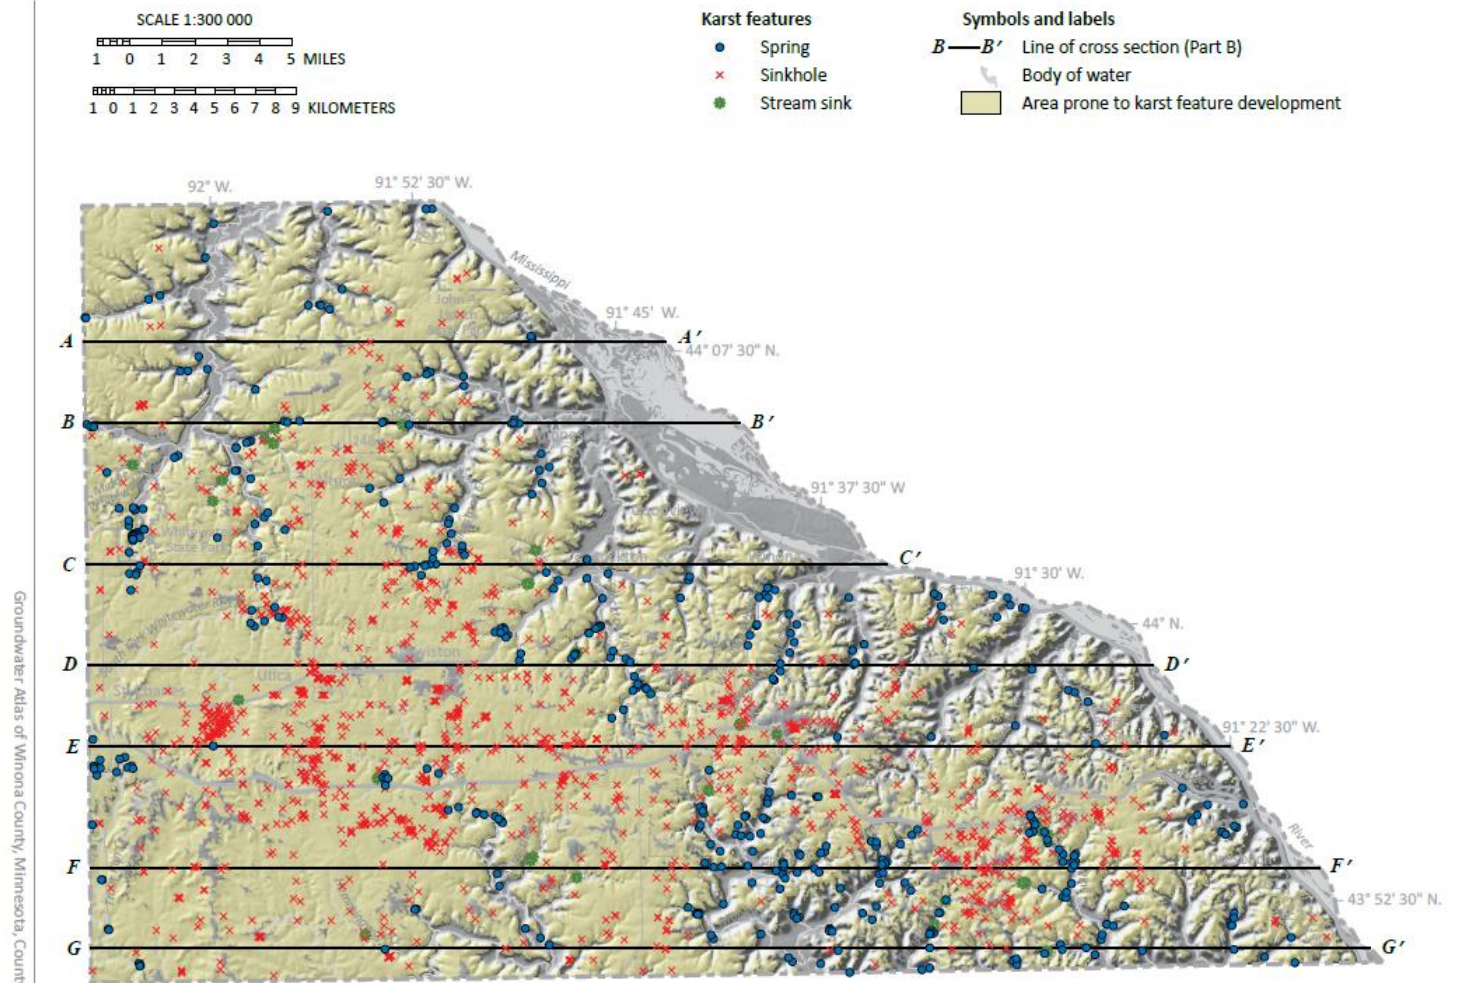 SCALE 1:300 000
1 0 1 2 3 4 5 MILES
1 0 1 2 3 4 5 6 7 8 9 KILOMETERS
Karst features
Spring
Sinkhole
Stream sink
Symbols and labels
B B′ Line of cross section (Part B)
Body of water
Area prone to karst feature development
92° W.
91° 52' 30" W.
Mississippi
91° 45' W.
A A′
44° 07' 30" N.
B B′
91° 37' 30" W
Whitewater
State Park
C C′
91° 30' W.
44° N.
D D′
Utica
91° 22' 30" W.
E E′
River
F F′
43° 52' 30" N.
G G′
Groundwater Atlas of Winona County, Minnesota, Count